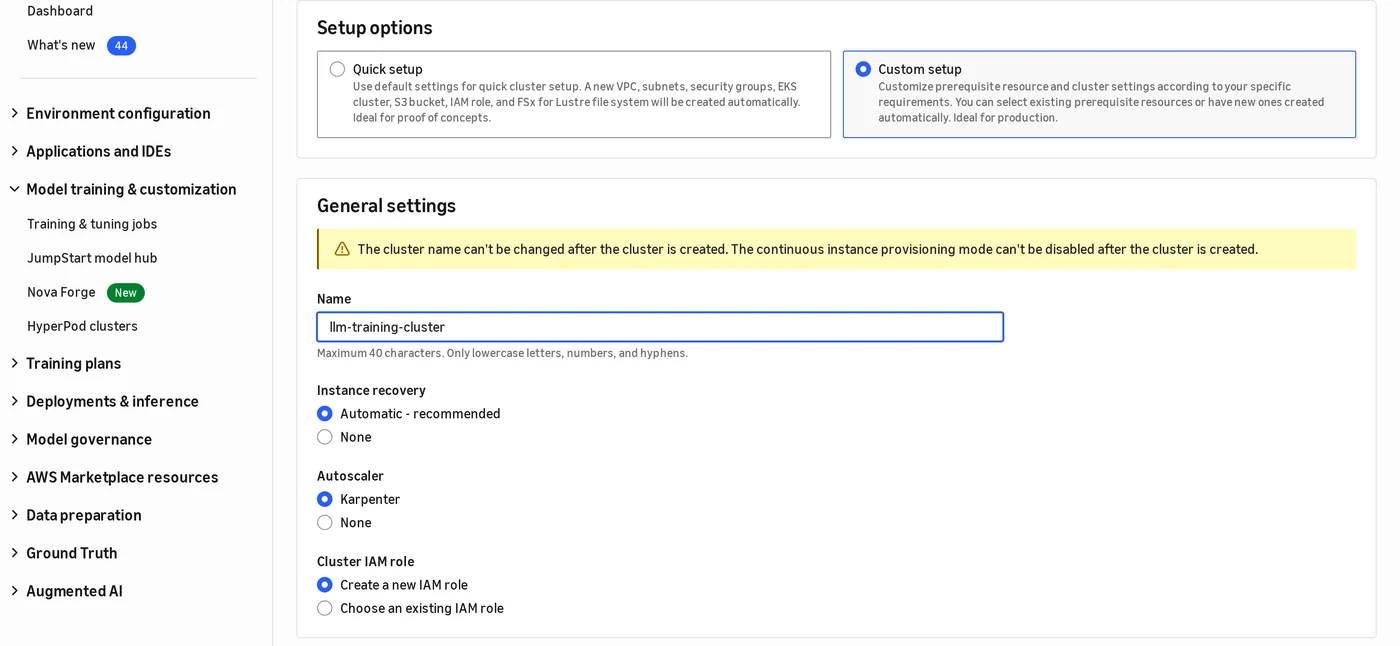 Dashboard
What's new 44
Environment configuration
Applications and IDEs
Model training & customization
Training & tuning jobs
JumpStart model hub
Nova Forge New
HyperPod clusters
Training plans
Deployments & inference
Model governance
AWS Marketplace resources
Data preparation
Ground Truth
Augmented AI
Setup options
Quick setup
Use default settings for quick cluster setup. A new VPC, subnets, security groups, EKS
cluster, S3 bucket, IAM role, and FSx for Lustre file system will be created automatically.
Ideal for proof of concepts.
Custom setup
Customize prerequisite resource and cluster settings according to your specific
requirements. You can select existing prerequisite resources or have new ones created
automatically. Ideal for production.
General settings
The cluster name can't be changed after the cluster is created. The continuous instance provisioning mode can't be disabled after the cluster is created.
Name
llm-training-cluster
Maximum 40 characters. Only lowercase letters, numbers, and hyphens.
Instance recovery
Automatic - recommended
None
Autoscaler
Karpenter
None
Cluster IAM role
Create a new IAM role
Choose an existing IAM role